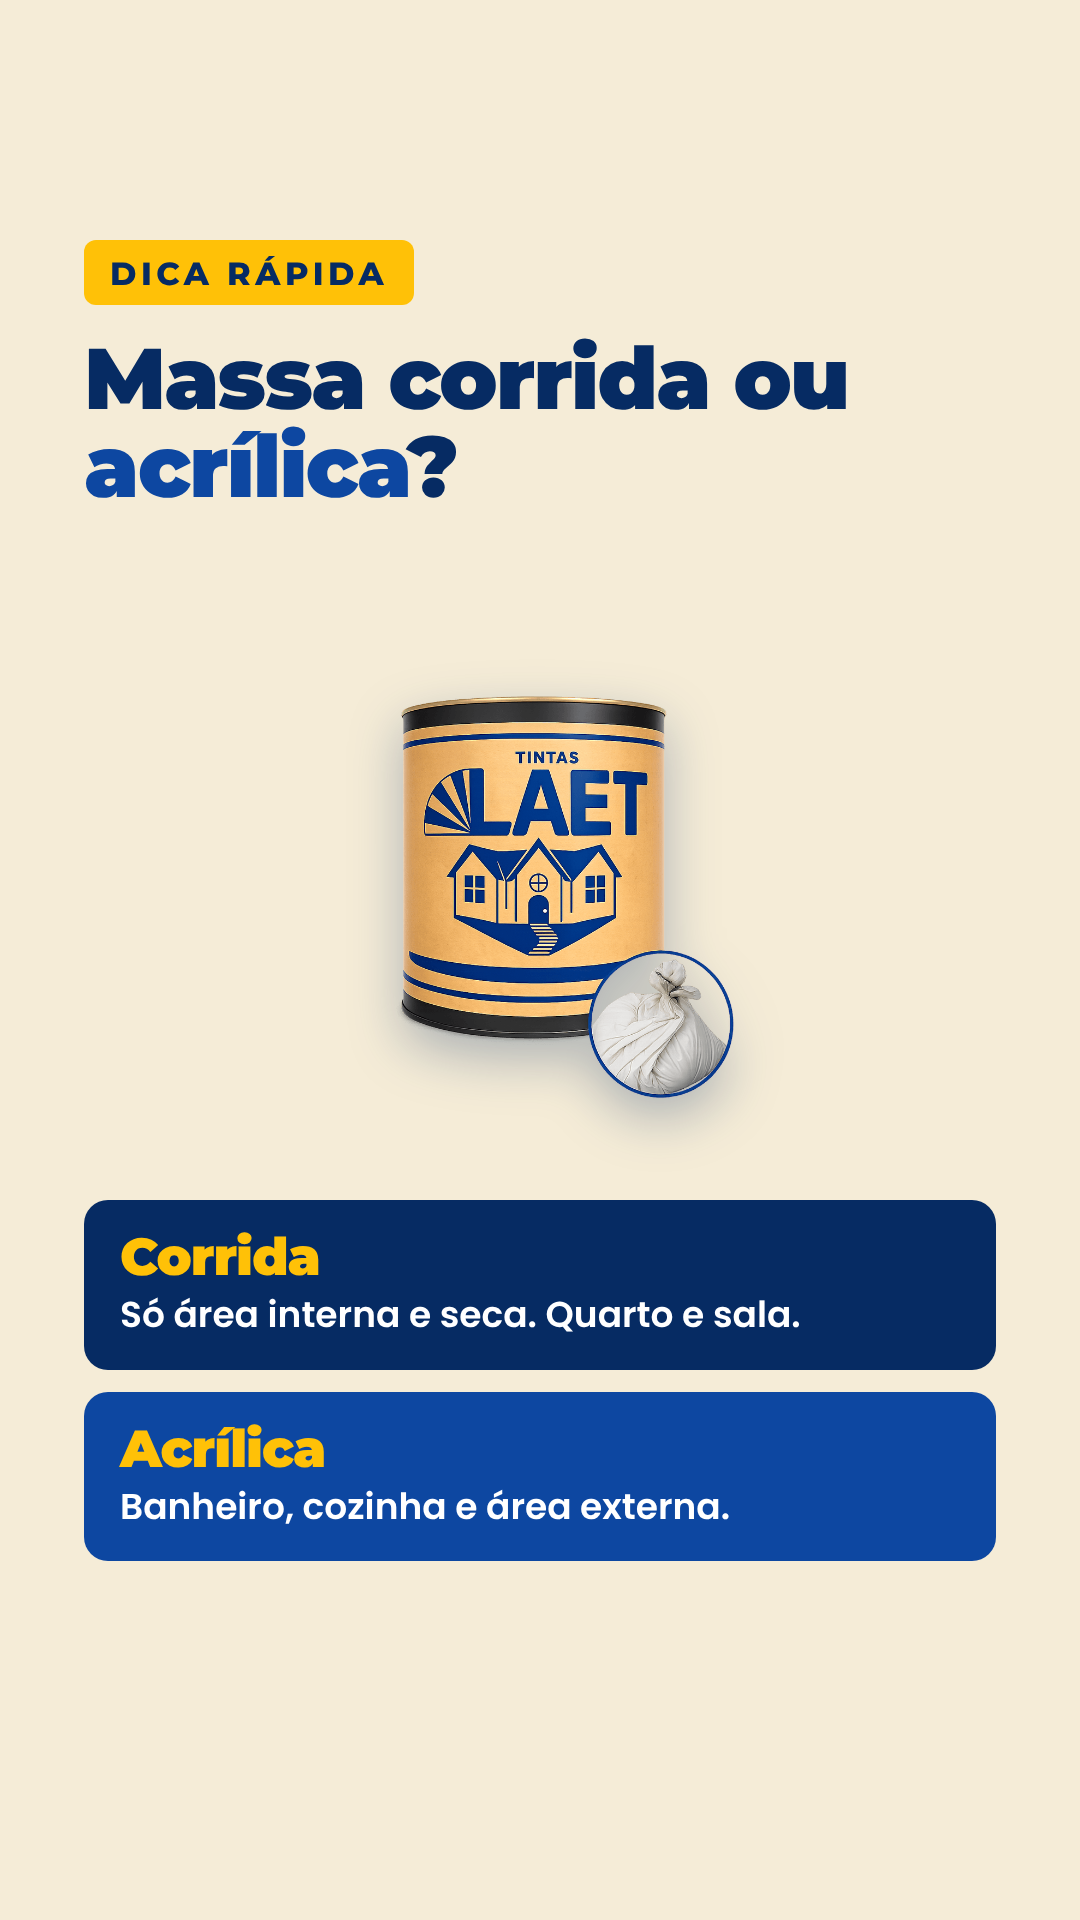 DICA RÁPIDA
Massa corrida ou
acrílica?
TINTAS
LAET
Corrida
Só área interna e seca. Quarto e sala.
Acrílica
Banheiro, cozinha e área externa.